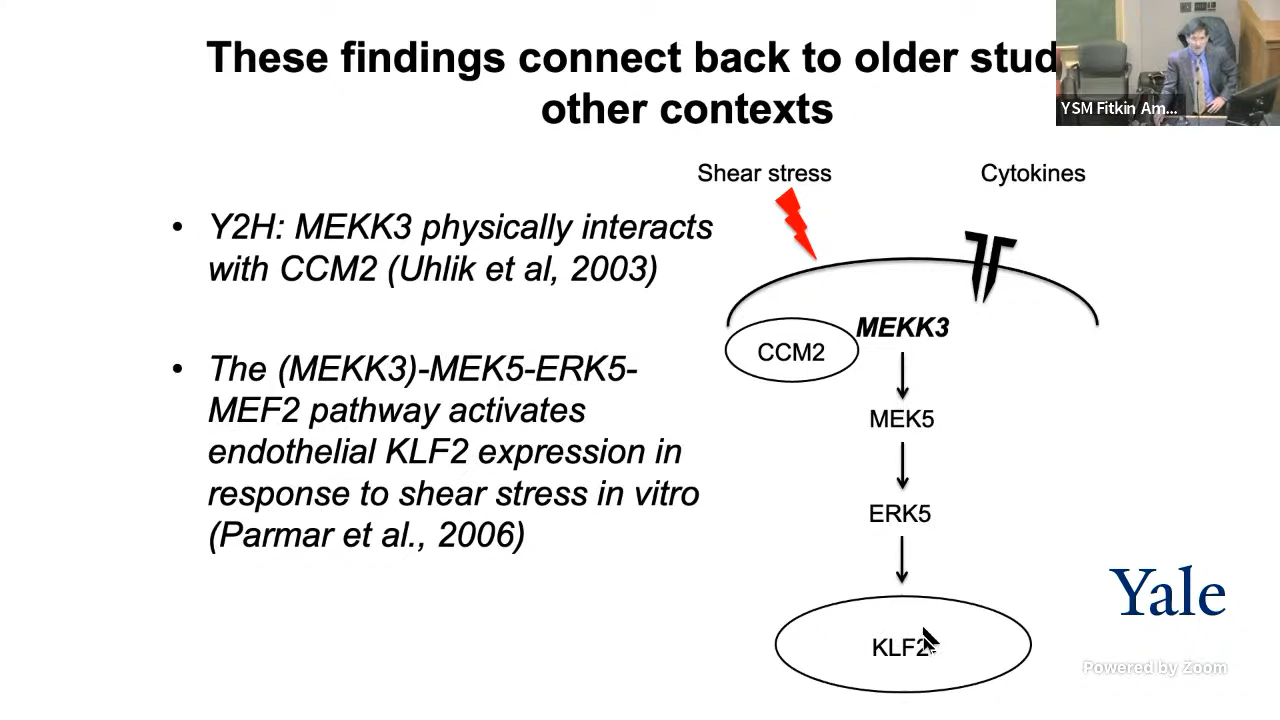 These findings connect back to older stud
other contexts
YSM Fitkin Am...
Shear stress
Cytokines
• Y2H: MEKK3 physically interacts
with CCM2 (Uhlik et al, 2003)
• The (MEKK3)-MEK5-ERK5-
MEF2 pathway activates
endothelial KLF2 expression in
response to shear stress in vitro
(Parmar et al., 2006)
MEKK3
CCM2
MEK5
ERK5
KLF2
Yale
Powered by Zoom